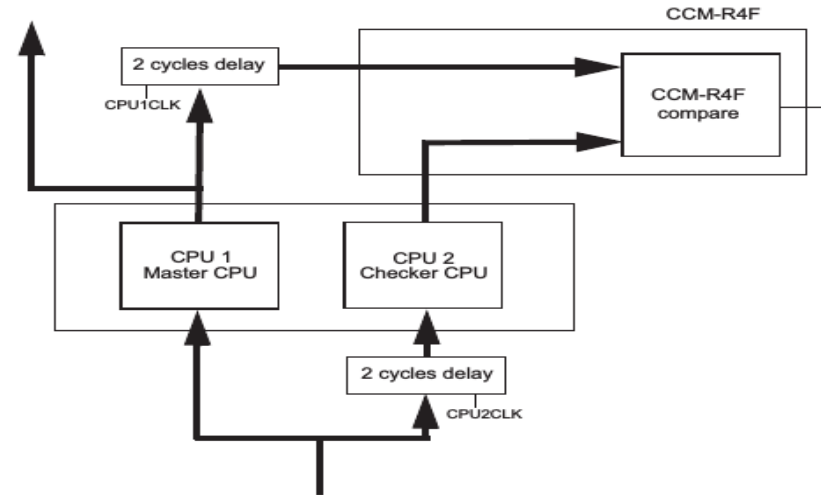 CCM-R4F
2 cycles delay
CPU1CLK
CCM-R4F
compare
CPU 1
Master CPU
CPU 2
Checker CPU
2 cycles delay
CPU2CLK